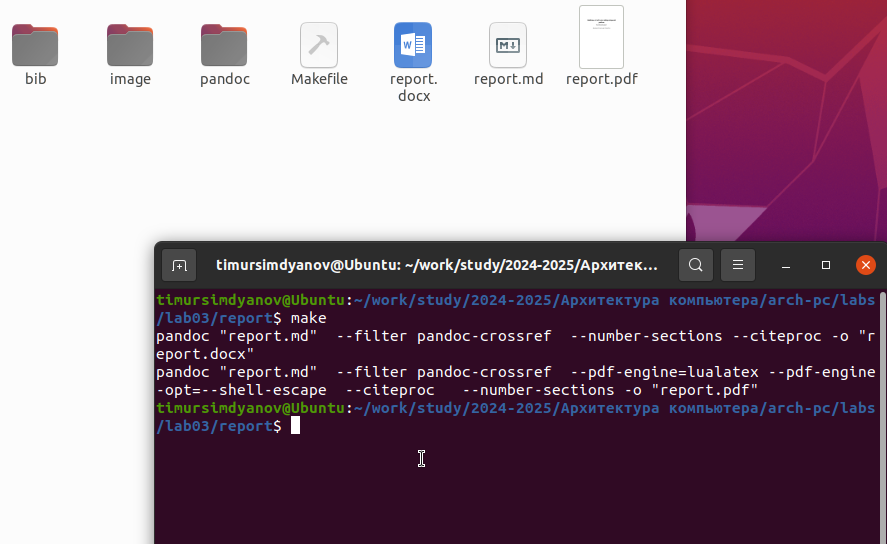 bib
image
pandoc
Makefile
report.
docx
report.md
report.pdf
timursimdyanov@Ubuntu: ~/work/study/2024-2025/Архитек...
timursimdyanov@Ubuntu:~/work/study/2024-2025/Архитектура компьютера/arch-pc/labs
/lab03/report$ make
pandoc "report.md"  --filter pandoc-crossref  --number-sections --citeproc -o "r
eport.docx"
pandoc "report.md"  --filter pandoc-crossref  --pdf-engine=lualatex --pdf-engine
-opt=--shell-escape  --citeproc   --number-sections -o "report.pdf"
timursimdyanov@Ubuntu:~/work/study/2024-2025/Архитектура компьютера/arch-pc/labs
/lab03/report$